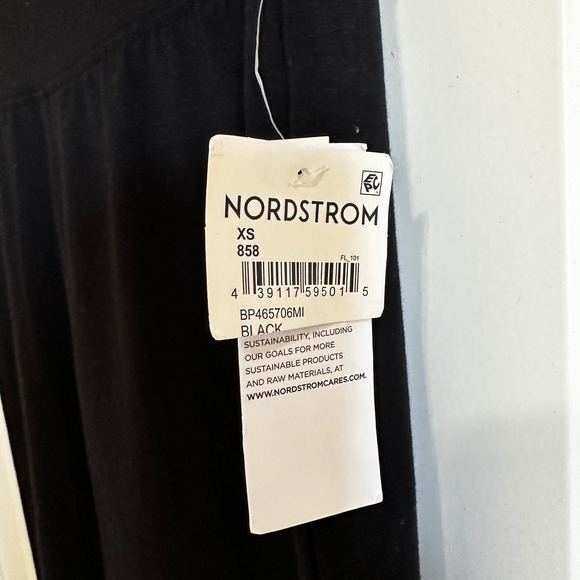 NORDSTROM
XS
858
FL_101
4 39117 59501 5
BP465706MI
BLACK
SUSTAINABILITY, INCLUDING
OUR GOALS FOR MORE
SUSTAINABLE PRODUCTS
AND RAW MATERIALS, AT
WWW.NORDSTROMCARES.COM.